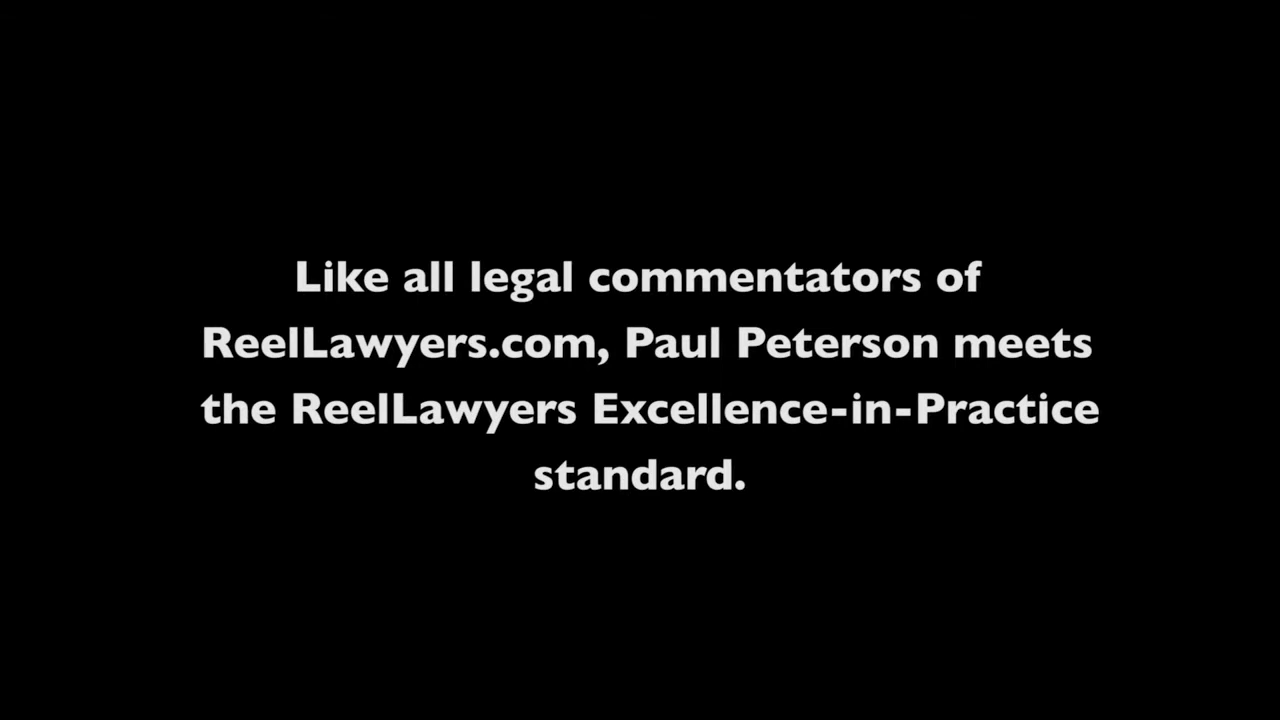 Like all legal commentators of
ReelLawyers.com, Paul Peterson meets
the ReelLawyers Excellence-in-Practice
standard.